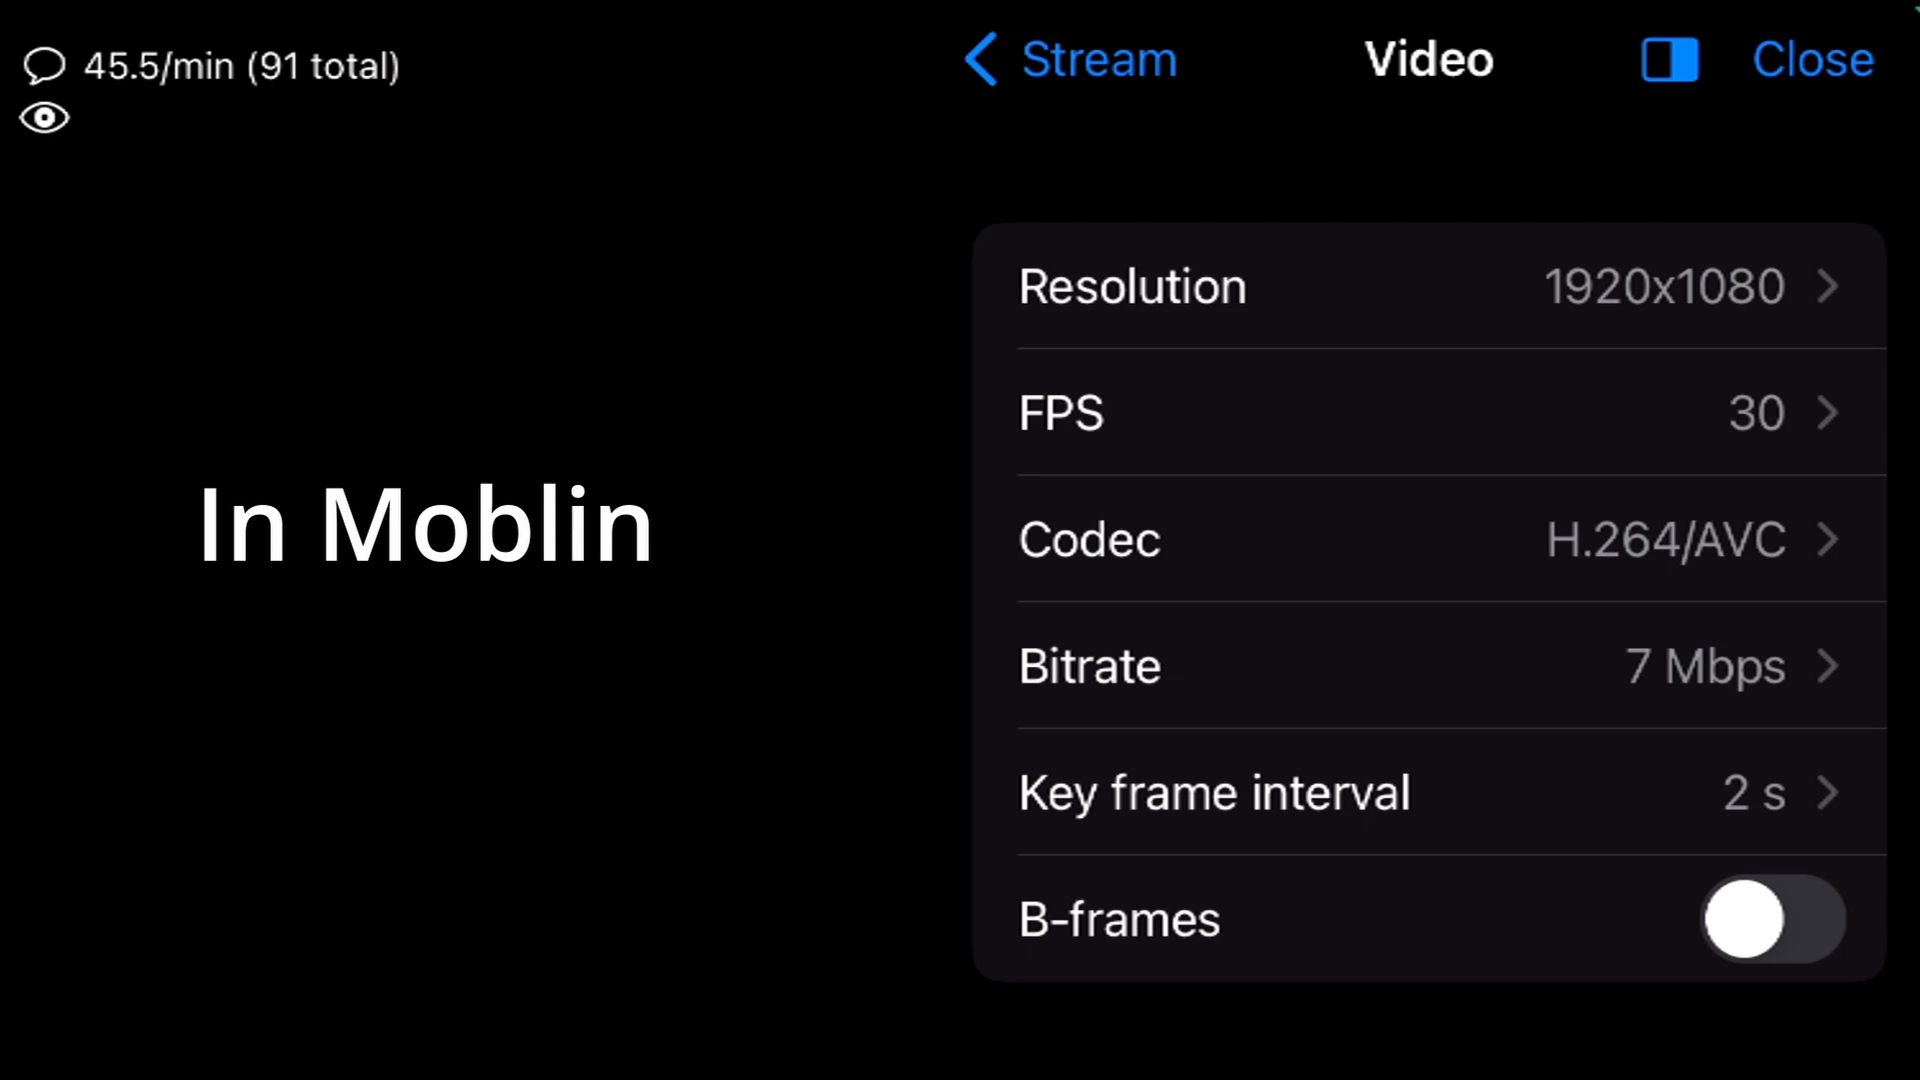 45.5/min (91 total)
Stream
Video
Close
In Moblin
Resolution 1920x1080
FPS 30
Codec H.264/AVC
Bitrate 7 Mbps
Key frame interval 2 s
B-frames